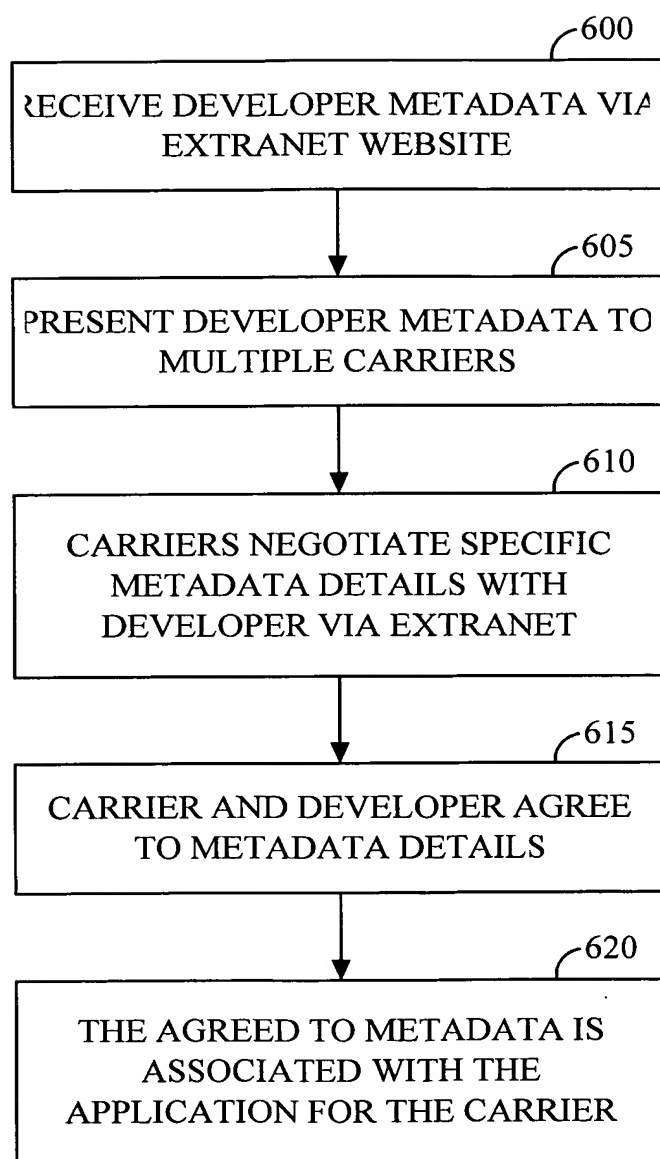 600
RECEIVE DEVELOPER METADATA VIA
EXTRANET WEBSITE
605
PRESENT DEVELOPER METADATA TO
MULTIPLE CARRIERS
610
CARRIERS NEGOTIATE SPECIFIC
METADATA DETAILS WITH
DEVELOPER VIA EXTRANET
615
CARRIER AND DEVELOPER AGREE
TO METADATA DETAILS
620
THE AGREED TO METADATA IS
ASSOCIATED WITH THE
APPLICATION FOR THE CARRIER